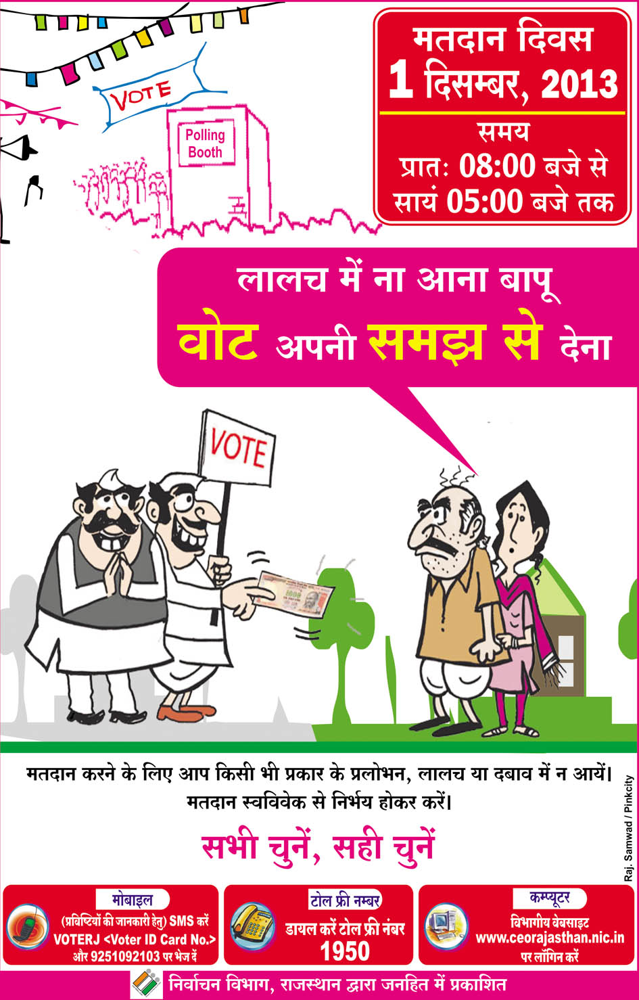 मतदान दिवस
1 दिसम्बर, 2013
समय
प्रातः 08:00 बजे से
सायं 05:00 बजे तक
VOTE
Polling
Booth
लालच में ना आना बापू
वोट अपनी समझ से देना
VOTE
1000
मतदान करने के लिए आप किसी भी प्रकार के प्रलोभन, लालच या दबाव में न आयें।
मतदान स्वविवेक से निर्भय होकर करें।
सभी चुनें, सही चुनें
Raj. Samwad / Pinkcity
मोबाइल
(प्रविष्टियों की जानकारी हेतु) SMS करें
VOTERJ <Voter ID Card No.>
और 9251092103 पर भेज दें
टोल फ्री नम्बर
डायल करें टोल फ्री नंबर
1950
कम्प्यूटर
विभागीय वेबसाइट
www.ceorajasthan.nic.in
पर लॉगिन करें
निर्वाचन विभाग, राजस्थान द्वारा जनहित में प्रकाशित